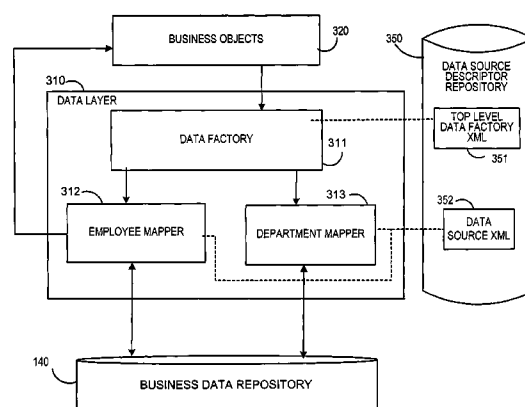 BUSINESS OBJECTS
320
350
DATA SOURCE
DESCRIPTOR
REPOSITORY
310
DATA LAYER
DATA FACTORY
311
TOP LEVEL
DATA FACTORY
XML
351
312
EMPLOYEE MAPPER
313
DEPARTMENT MAPPER
352
DATA
SOURCE XML
140
BUSINESS DATA REPOSITORY